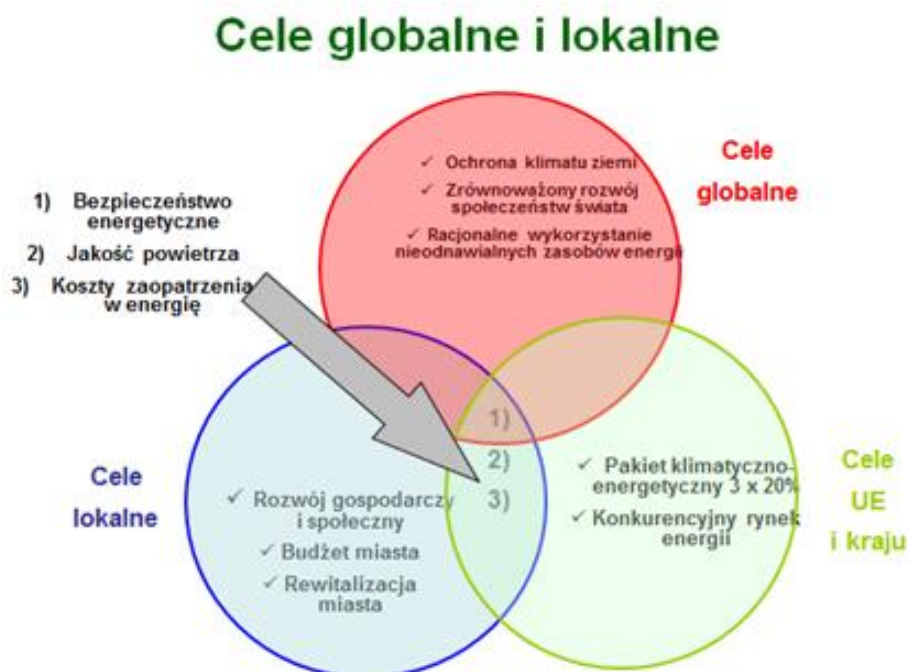 Cele globalne i lokalne
✓ Ochrona klimatu ziemi
✓ Zrównoważony rozwój
społeczeństw świata
✓ Racjonalne wykorzystanie
nieodnawialnych zasobów energii
Cele
globalne
1) Bezpieczeństwo
energetyczne
2) Jakość powietrza
3) Koszty zaopatrzenia
w energię
1)
2)
3)
Cele
lokalne
✓ Rozwój gospodarczy
i społeczny
✓ Budżet miasta
✓ Rewitalizacja
miasta
✓ Pakiet klimatyczno-
energetyczny 3 x 20%
✓ Konkurencyjny rynek
energii
Cele
UE
i kraju